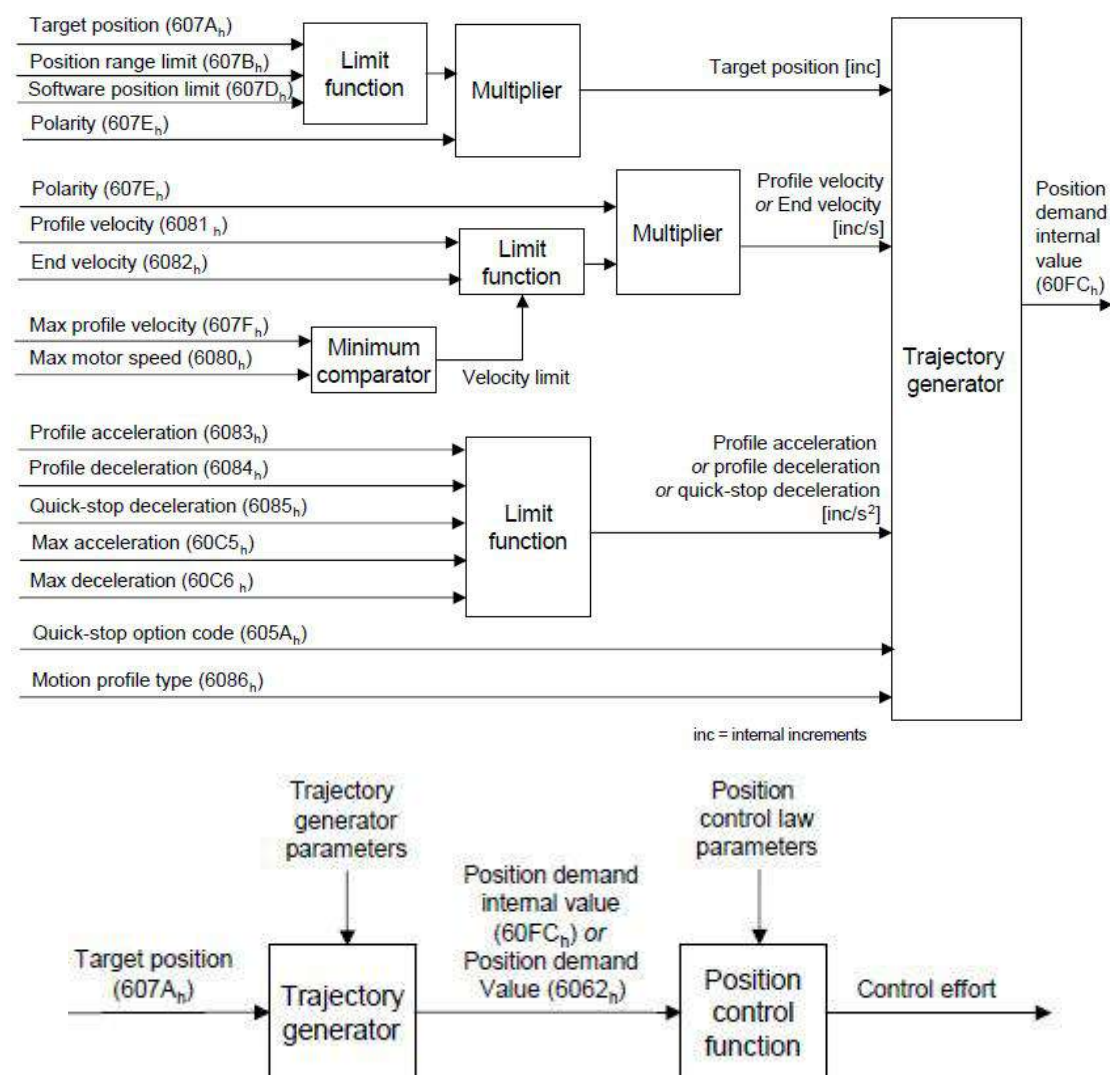 Target position (607Ah)
Position range limit (607Bh)
Software position limit (607Dh)
Polarity (607Eh)
Limit
function
Multiplier
Target position [inc]
Polarity (607Eh)
Profile velocity (6081 h)
End velocity (6082h)
Limit
function
Multiplier
Profile velocity
or End velocity
[inc/s]
Max profile velocity (607Fh)
Max motor speed (6080h)
Minimum
comparator
Velocity limit
Trajectory
generator
Position
demand
internal
value
(60FCh)
Profile acceleration (6083h)
Profile deceleration (6084h)
Quick-stop deceleration (6085h)
Max acceleration (60C5h)
Max deceleration (60C6 h)
Limit
function
Profile acceleration
or profile deceleration
or quick-stop deceleration
[inc/s2]
Quick-stop option code (605Ah)
Motion profile type (6086h)
inc = internal increments
Trajectory
generator
parameters
Position
control law
parameters
Target position
(607Ah)
Trajectory
generator
Position demand
internal value
(60FCh) or
Position demand
Value (6062h)
Position
control
function
Control effort